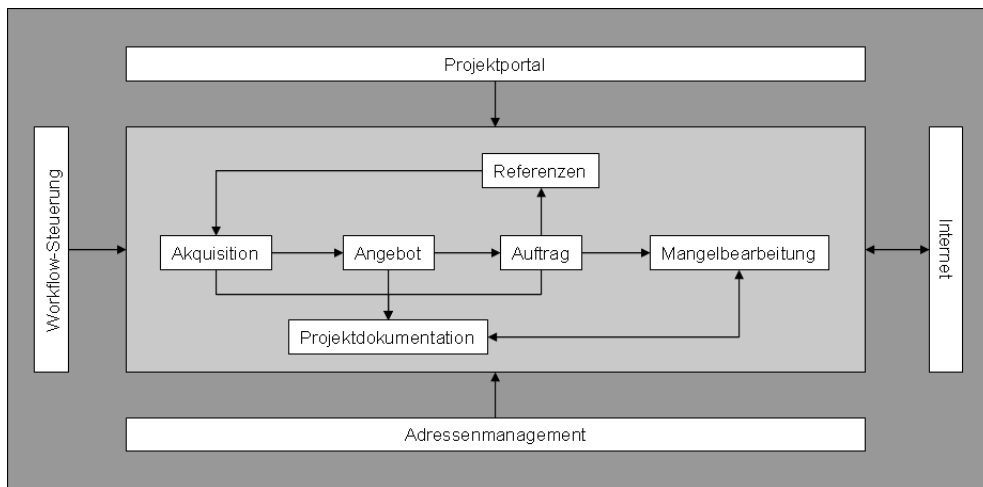 Projektportal
Workflow-Steuerung
Referenzen
Akquisition
Angebot
Auftrag
Mangelbearbeitung
Projektdokumentation
Internet
Adressenmanagement